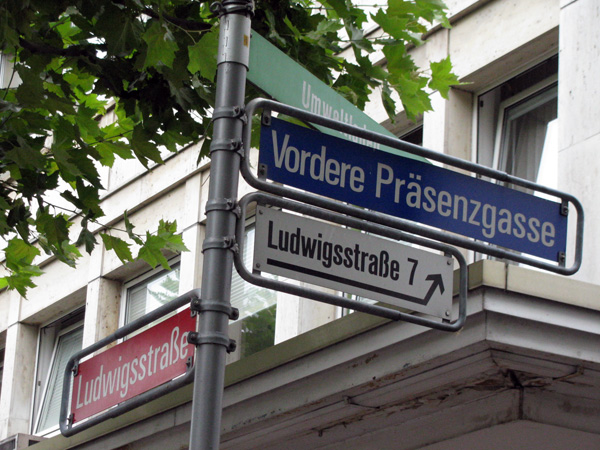 Vordere Präsenzgasse
Ludwigsstraße 7
Ludwigsstraße